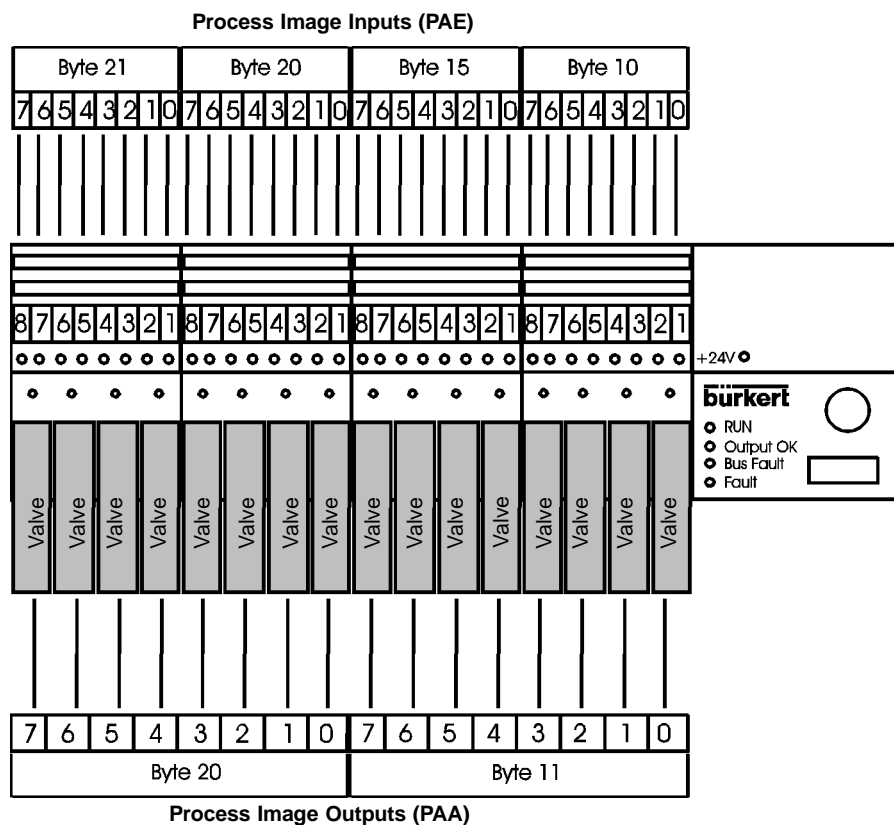 Process Image Inputs (PAE)
Byte 21 Byte 20 Byte 15 Byte 10
7 6 5 4 3 2 1 0 7 6 5 4 3 2 1 0 7 6 5 4 3 2 1 0 7 6 5 4 3 2 1 0
8 7 6 5 4 3 2 1 8 7 6 5 4 3 2 1 8 7 6 5 4 3 2 1 8 7 6 5 4 3 2 1
+24V
bürkert
RUN
Output OK
Bus Fault
Fault
Valve Valve Valve Valve Valve Valve Valve Valve Valve Valve Valve Valve Valve Valve Valve Valve
7 6 5 4 3 2 1 0 7 6 5 4 3 2 1 0
Byte 20 Byte 11
Process Image Outputs (PAA)